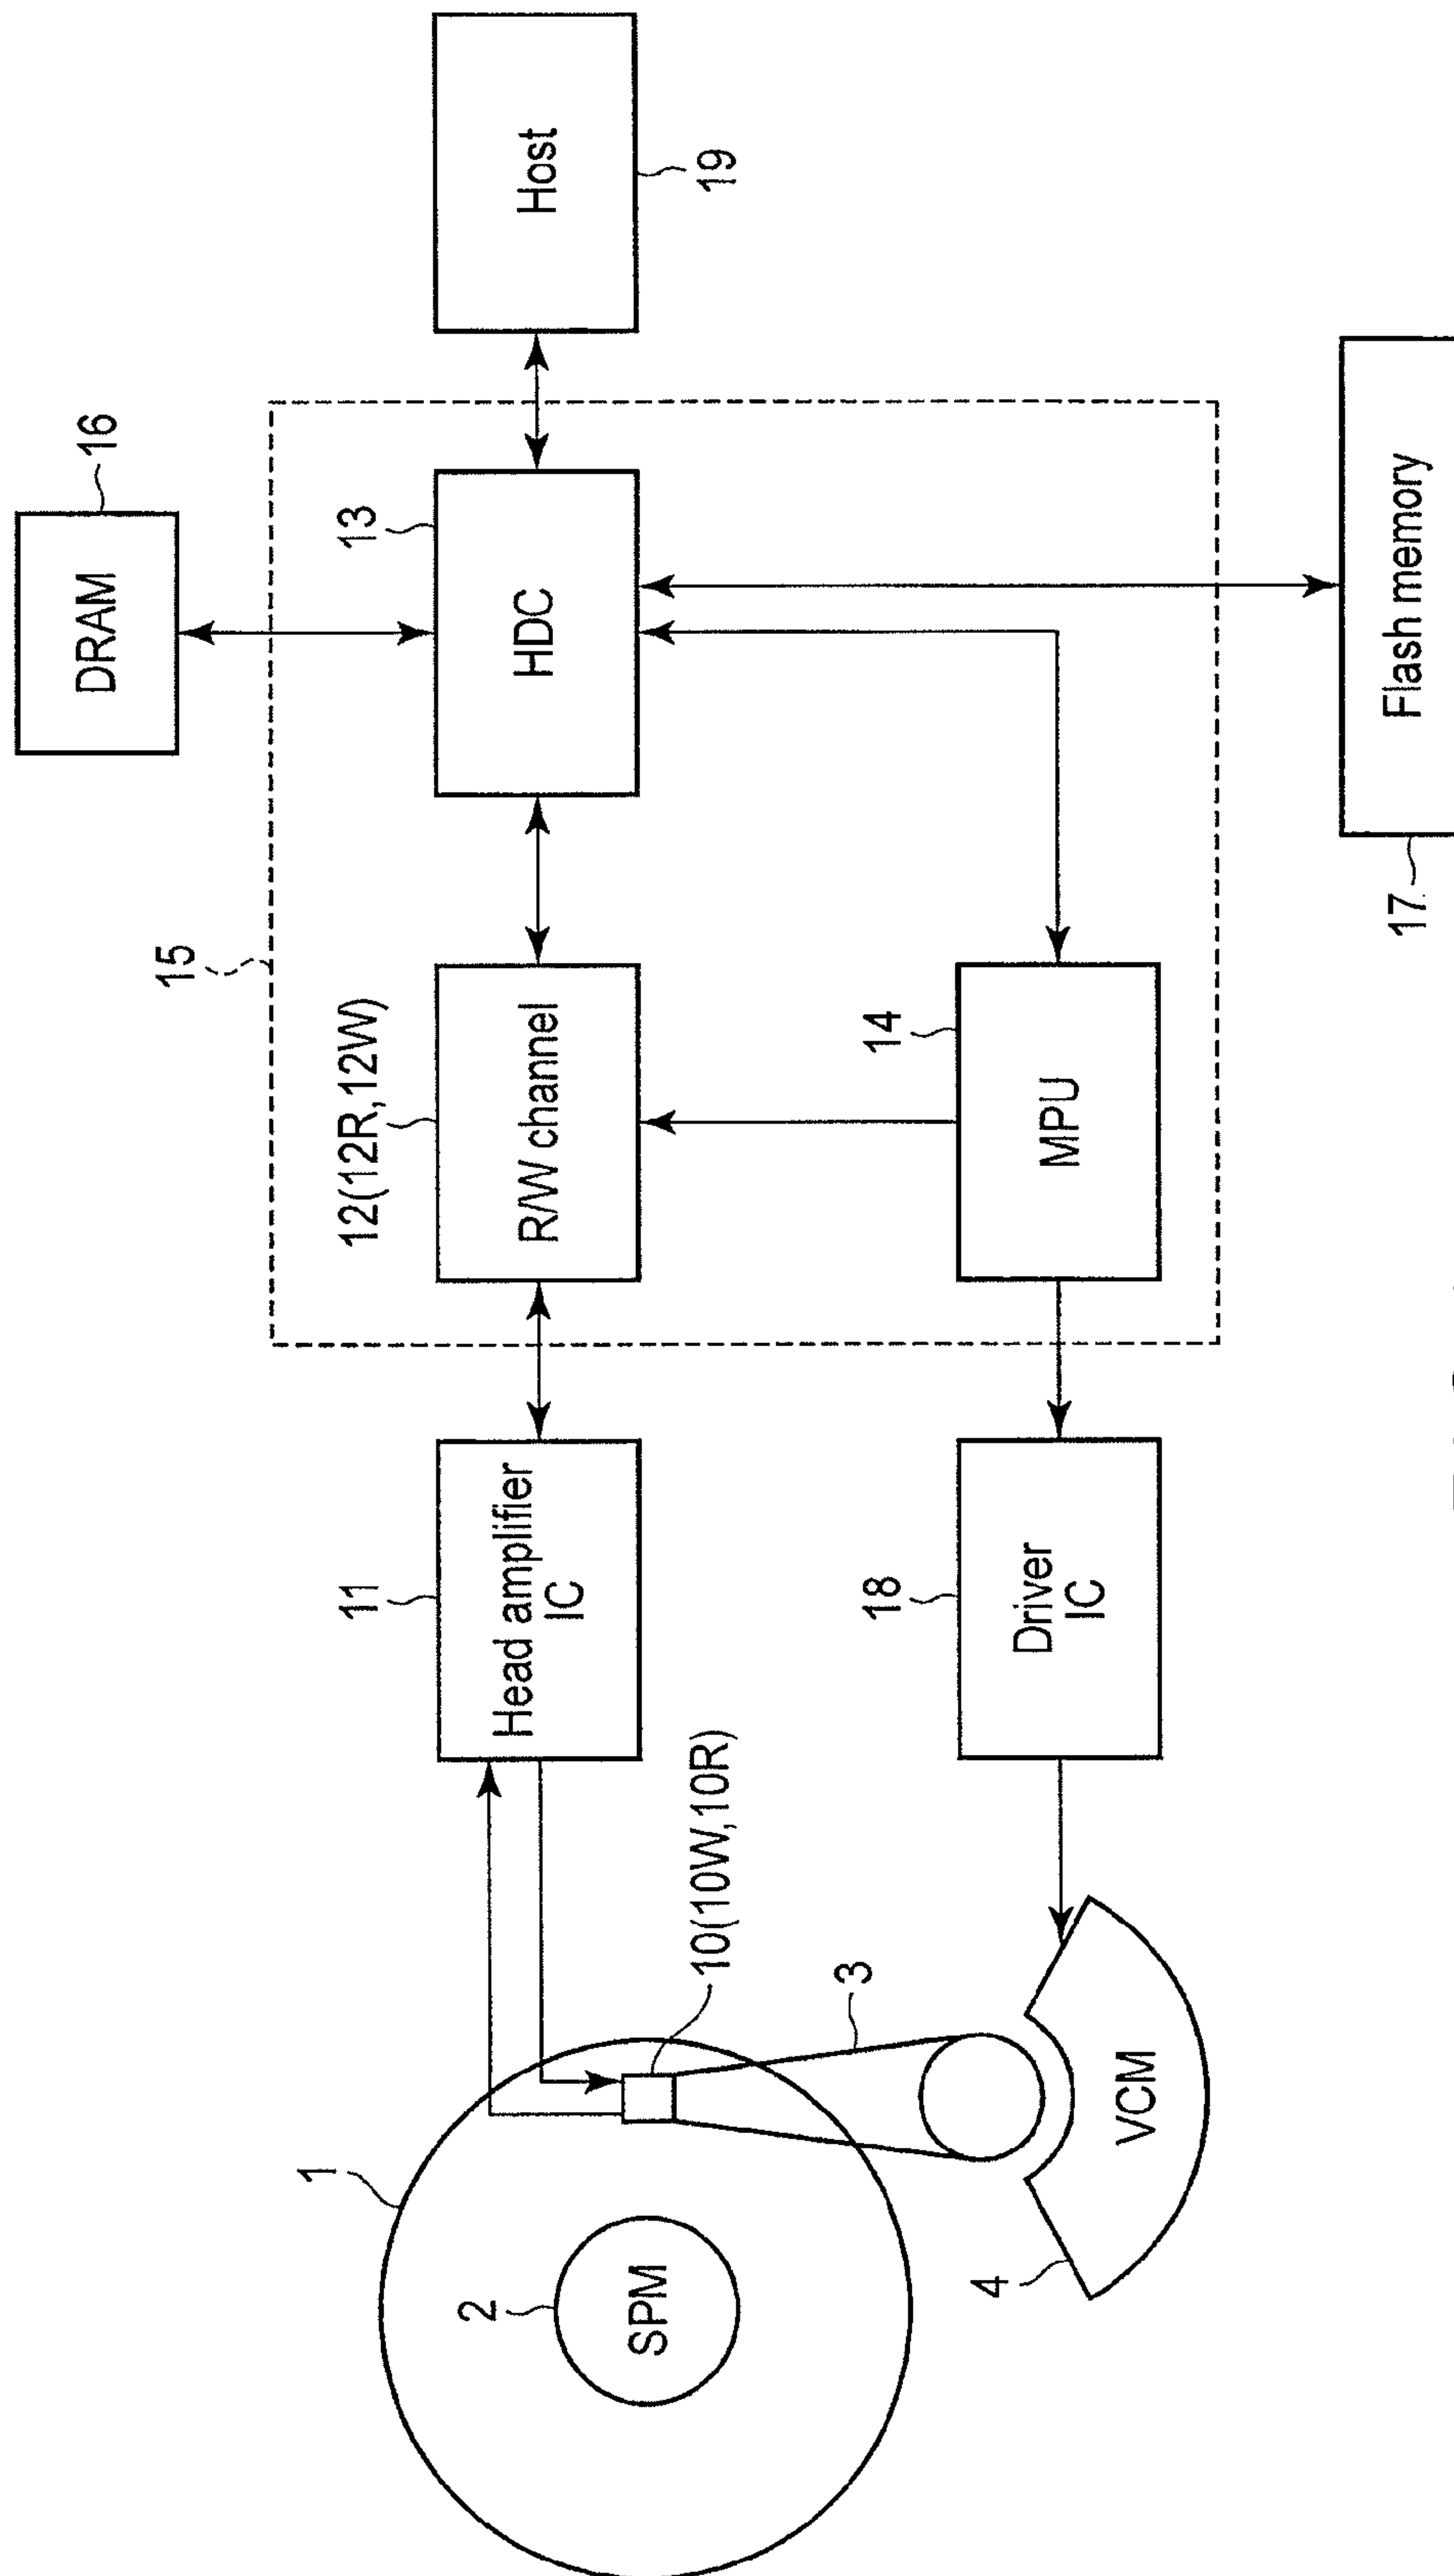 1
2
SPM
10(10W,10R)
3
4
VCM
11
Head amplifier
IC
18
Driver
IC
15
12(12R,12W)
R/W channel
14
MPU
13
HDC
16
DRAM
17
Flash memory
19
Host